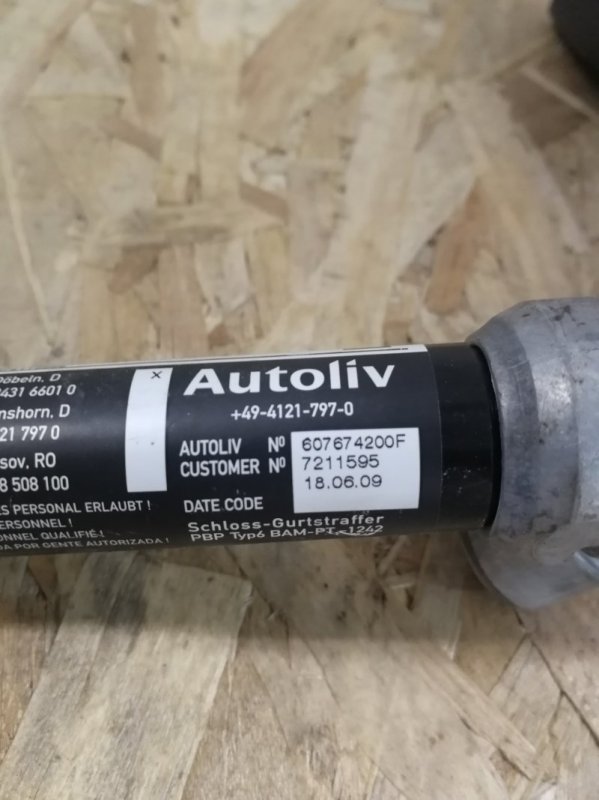 Döbeln, D
431 6601 0
nshorn, D
21 797 0
sov, RO
8 508 100
S PERSONAL ERLAUBT !
ERSONNEL !
ONNEL QUALIFIÉ !
DA POR GENTE AUTORIZADA !
X
Autoliv
+49-4121-797-0
AUTOLIV Nº 607674200F
CUSTOMER Nº 7211595
DATE CODE 18.06.09
Schloss-Gurtstraffer
PBP Typ6 BAM-PT-1242